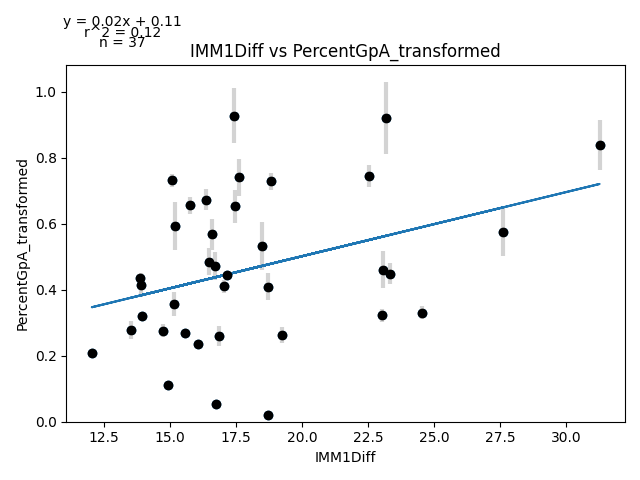 y = 0.02x + 0.11
r^2 = 0.12
n = 37
IMM1Diff vs PercentGpA_transformed
PercentGpA_transformed
1.0
0.8
0.6
0.4
0.2
0.0
12.5 15.0 17.5 20.0 22.5 25.0 27.5 30.0
IMM1Diff